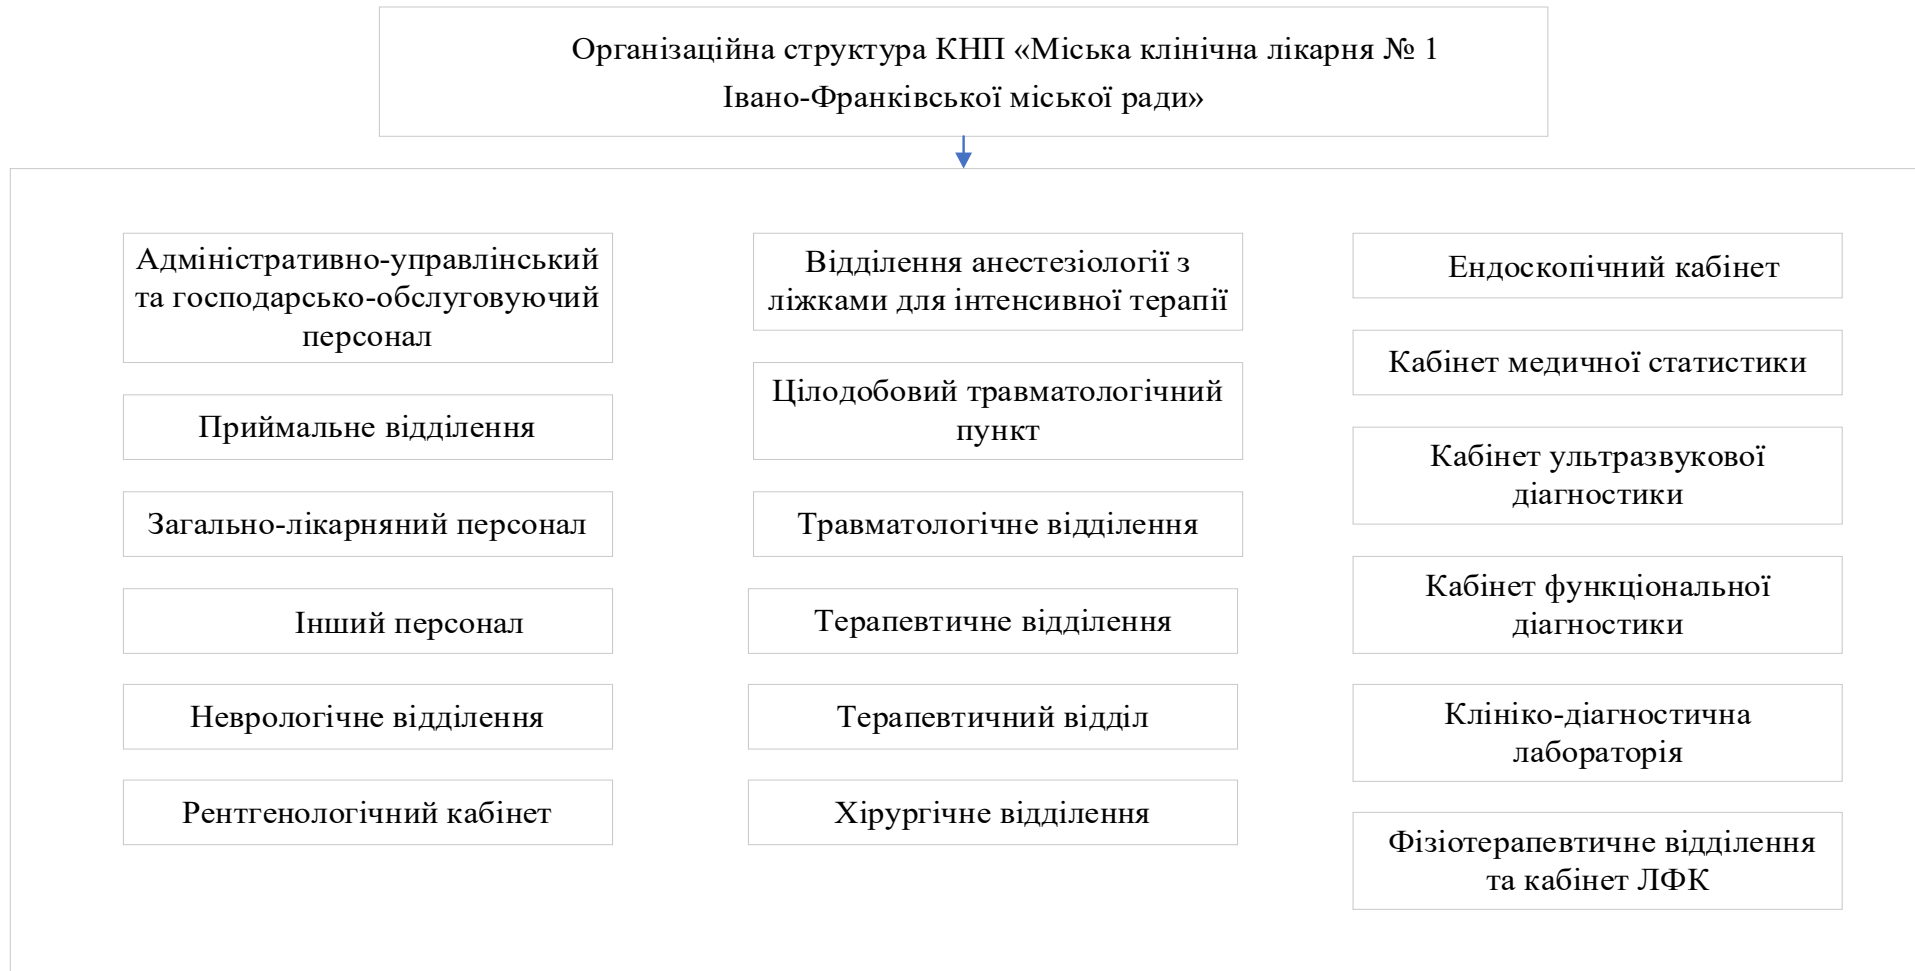 Організаційна структура КНП «Міська клінічна лікарня № 1
Івано-Франківської міської ради»
Адміністративно-управлінський
та господарсько-обслуговуючий
персонал
Приймальне відділення
Загально-лікарняний персонал
Інший персонал
Неврологічне відділення
Рентгенологічний кабінет
Відділення анестезіології з
ліжками для інтенсивної терапії
Цілодобовий травматологічний
пункт
Травматологічне відділення
Терапевтичне відділення
Терапевтичний відділ
Хірургічне відділення
Ендоскопічний кабінет
Кабінет медичної статистики
Кабінет ультразвукової
діагностики
Кабінет функціональної
діагностики
Клініко-діагностична
лабораторія
Фізіотерапевтичне відділення
та кабінет ЛФК